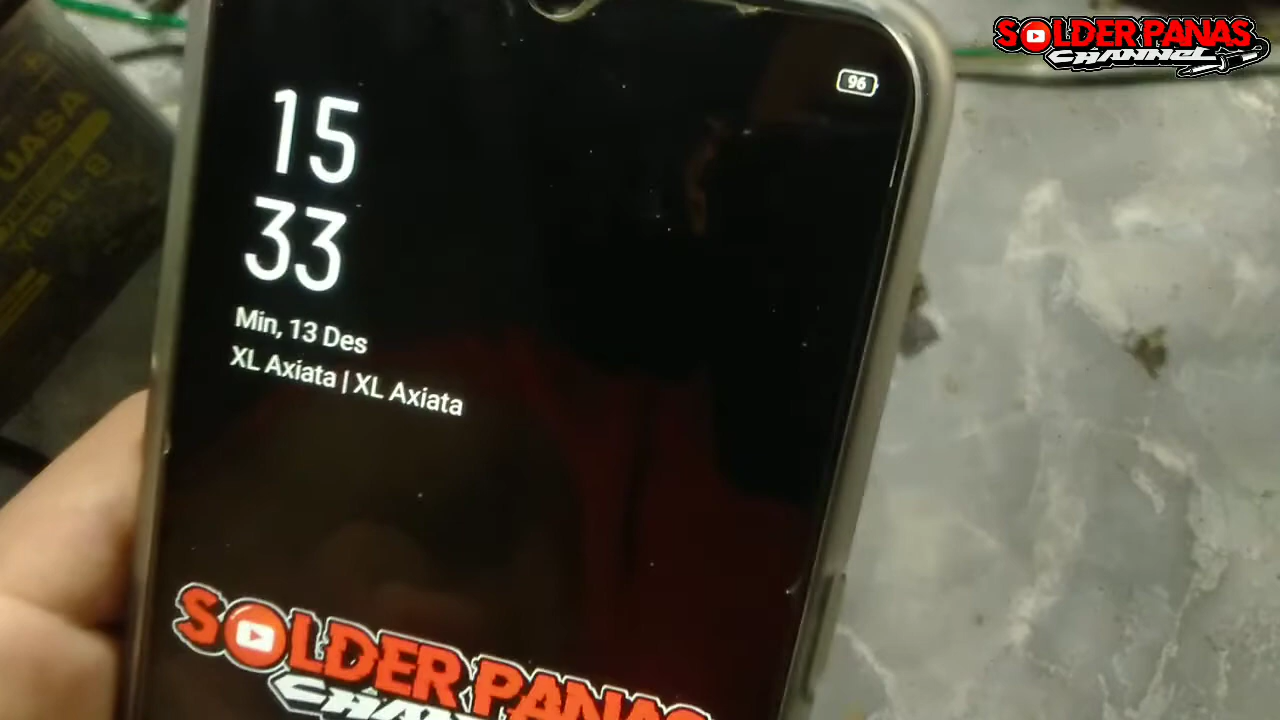 SOLDER PANAS
CHANNEL
96
15
33
Min, 13 Des
XL Axiata | XL Axiata
SOLDER PANAS